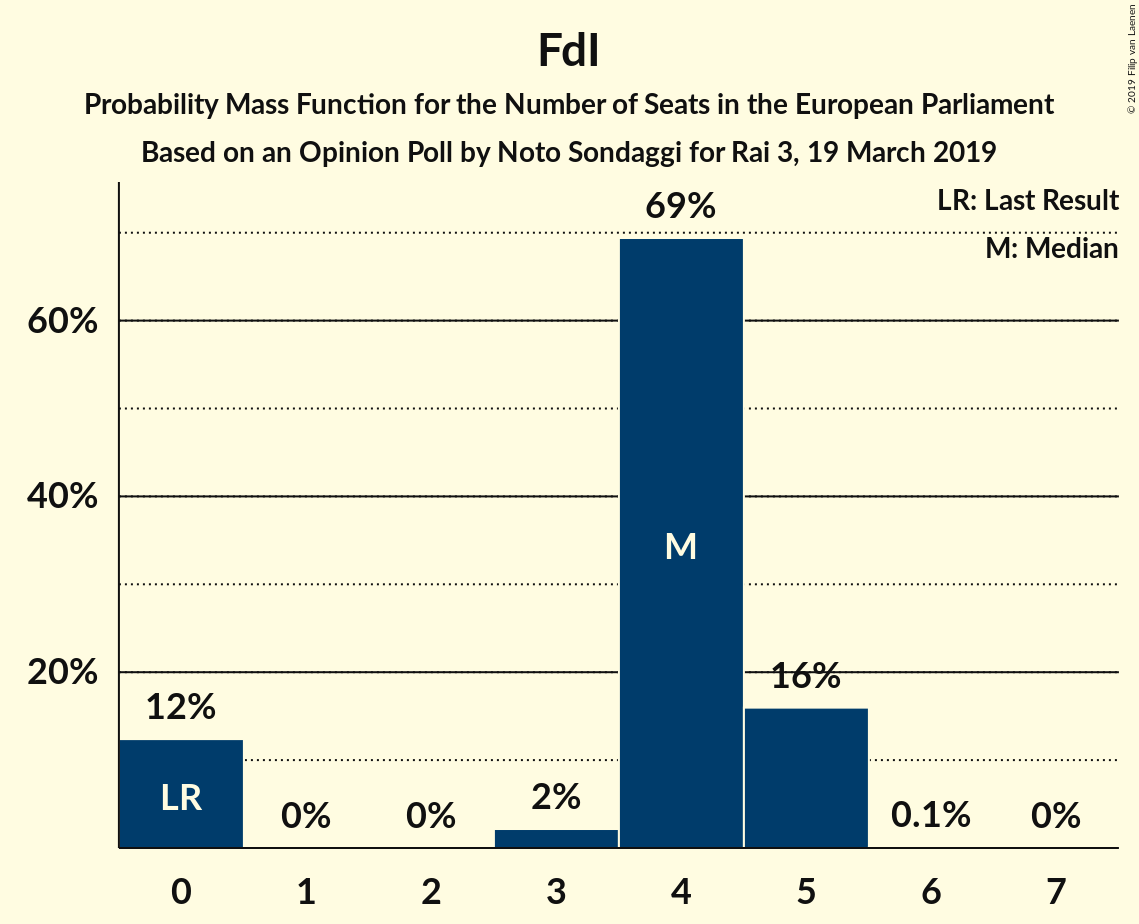 FdI
Probability Mass Function for the Number of Seats in the European Parliament
Based on an Opinion Poll by Noto Sondaggi for Rai 3, 19 March 2019
© 2019 Filip van Laenen
LR: Last Result
M: Median
69%
60%
40%
M
20%
16%
12%
LR
2%
0%
0%
0.1%
0%
0 1 2 3 4 5 6 7